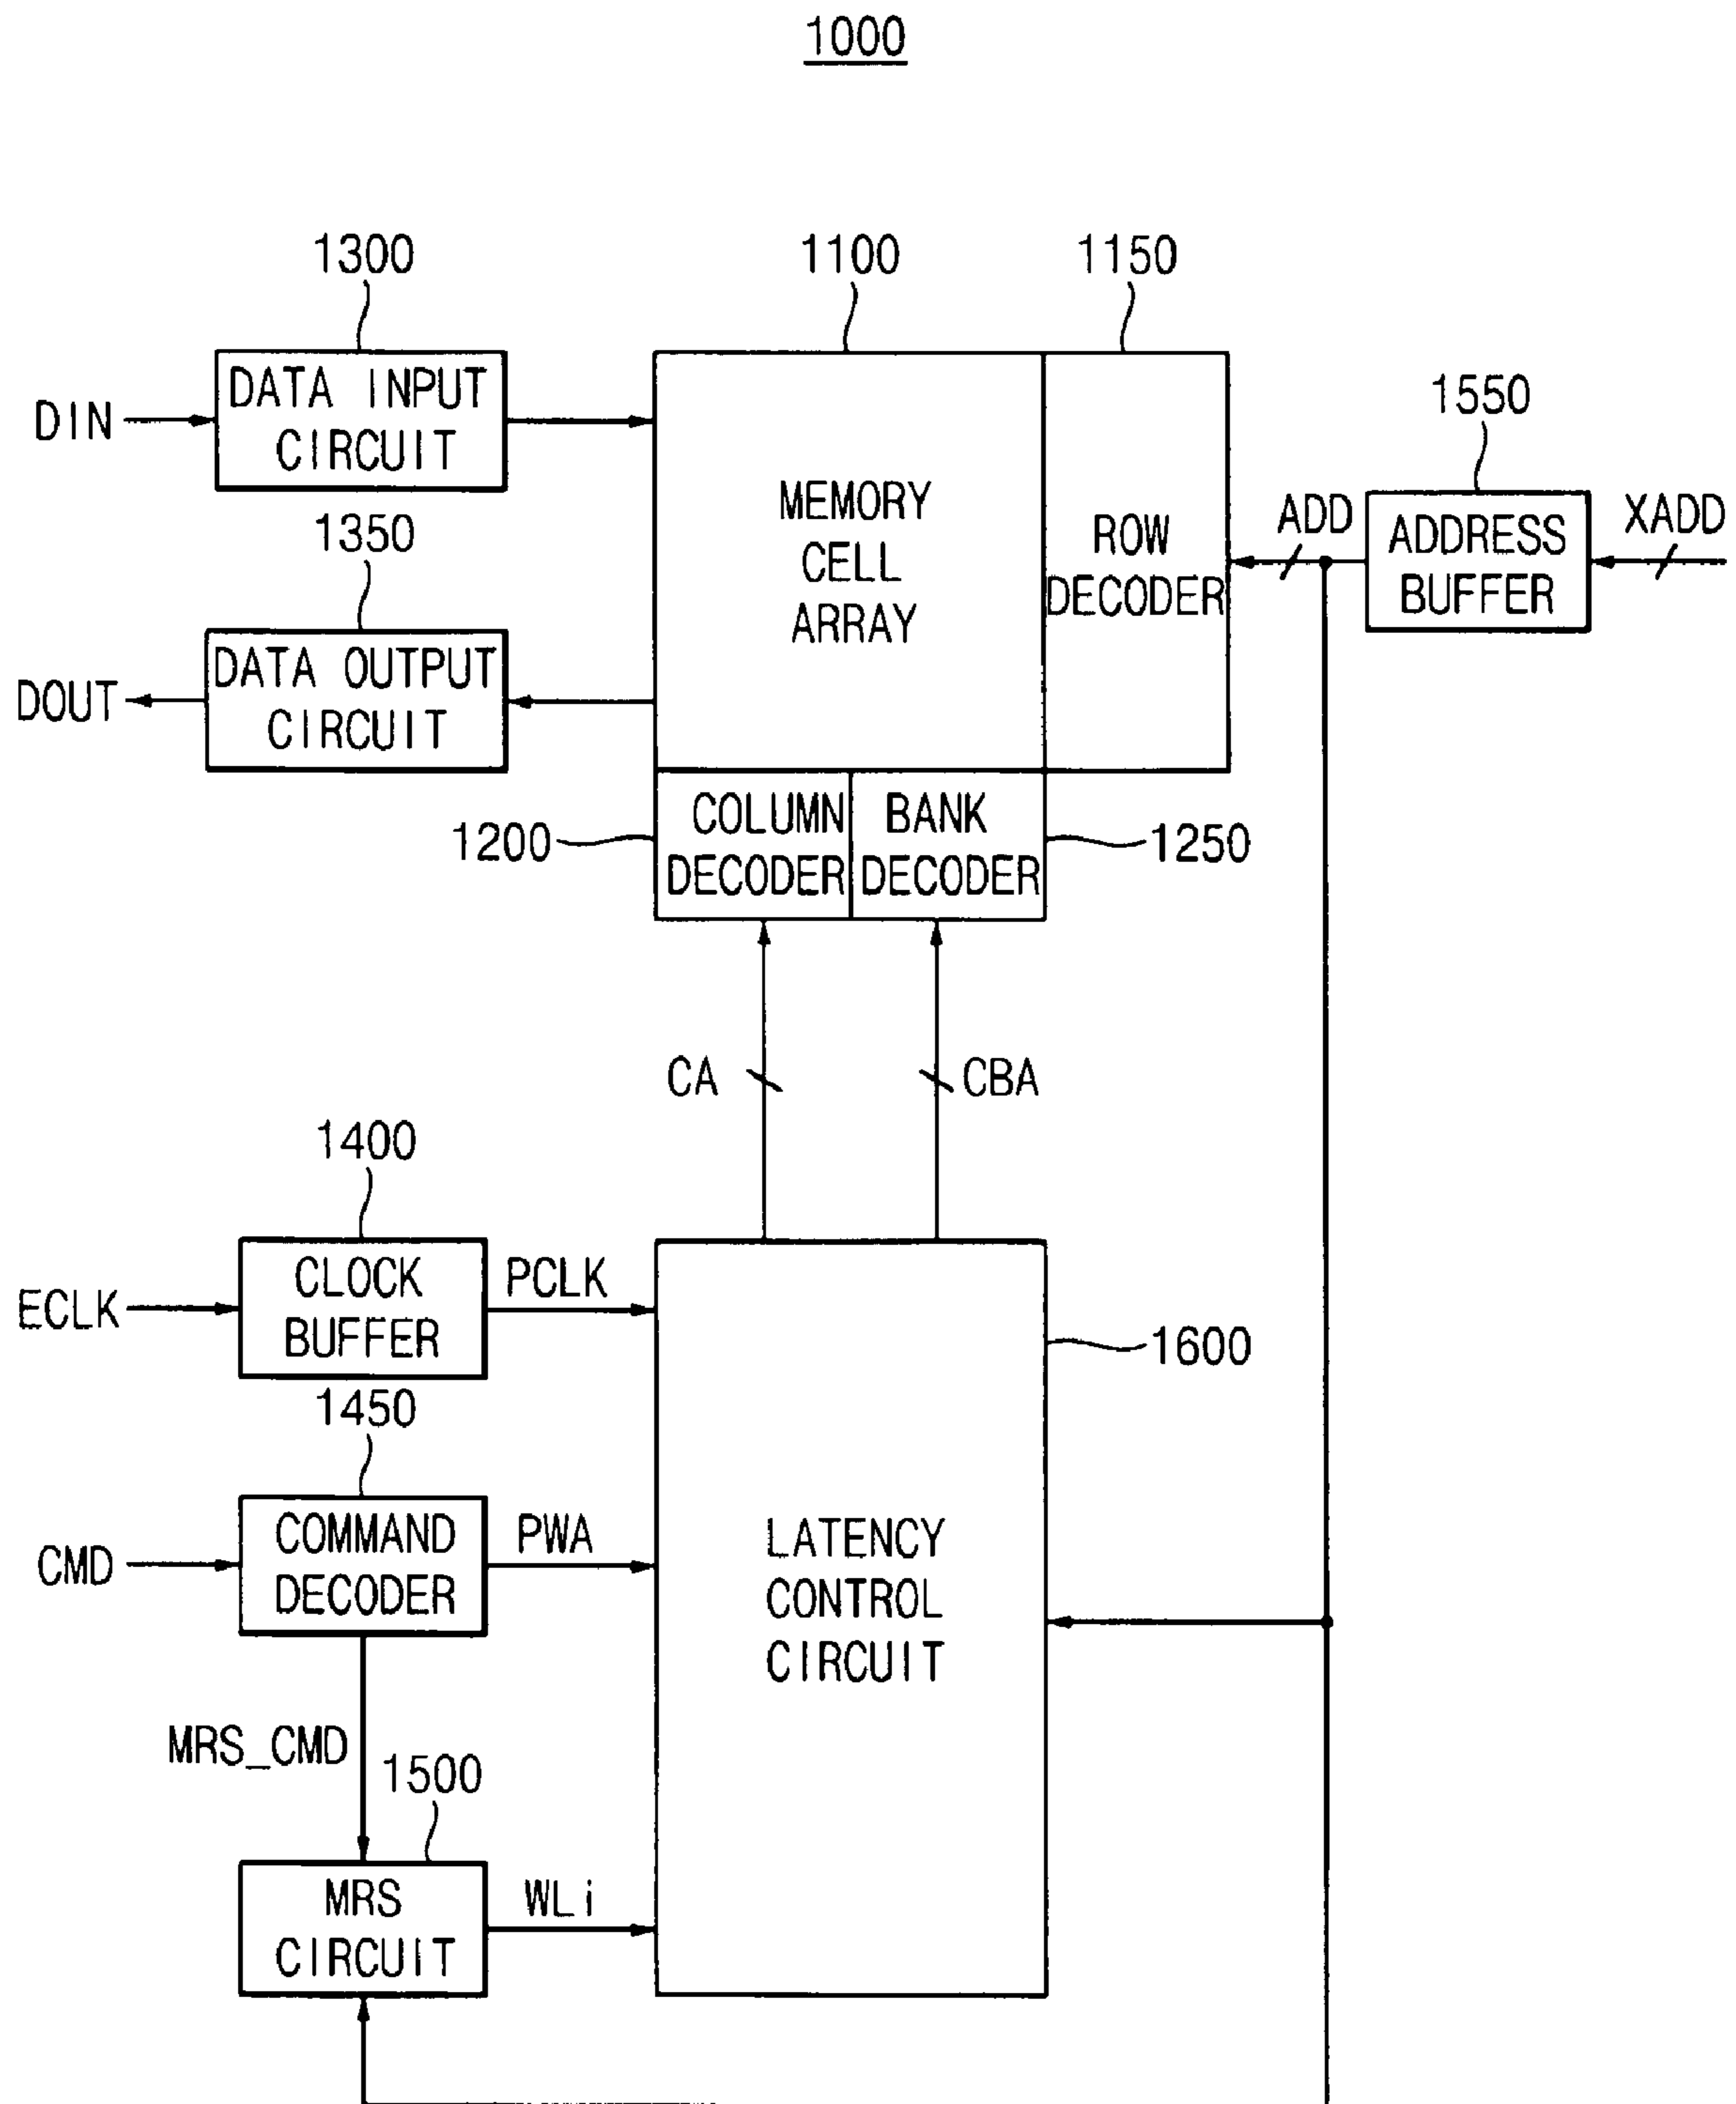 1000
1300
1100
1150
DATA INPUT
CIRCUIT
DIN
1550
MEMORY
CELL
ARRAY
ROW
DECODER
ADD
ADDRESS
BUFFER
XADD
1350
DATA OUTPUT
CIRCUIT
DOUT
1200
COLUMN
DECODER
BANK
DECODER
1250
CA
CBA
1400
ECLK
CLOCK
BUFFER
PCLK
1600
1450
CMD
COMMAND
DECODER
PWA
LATENCY
CONTROL
CIRCUIT
MRS_CMD
1500
MRS
CIRCUIT
WLi